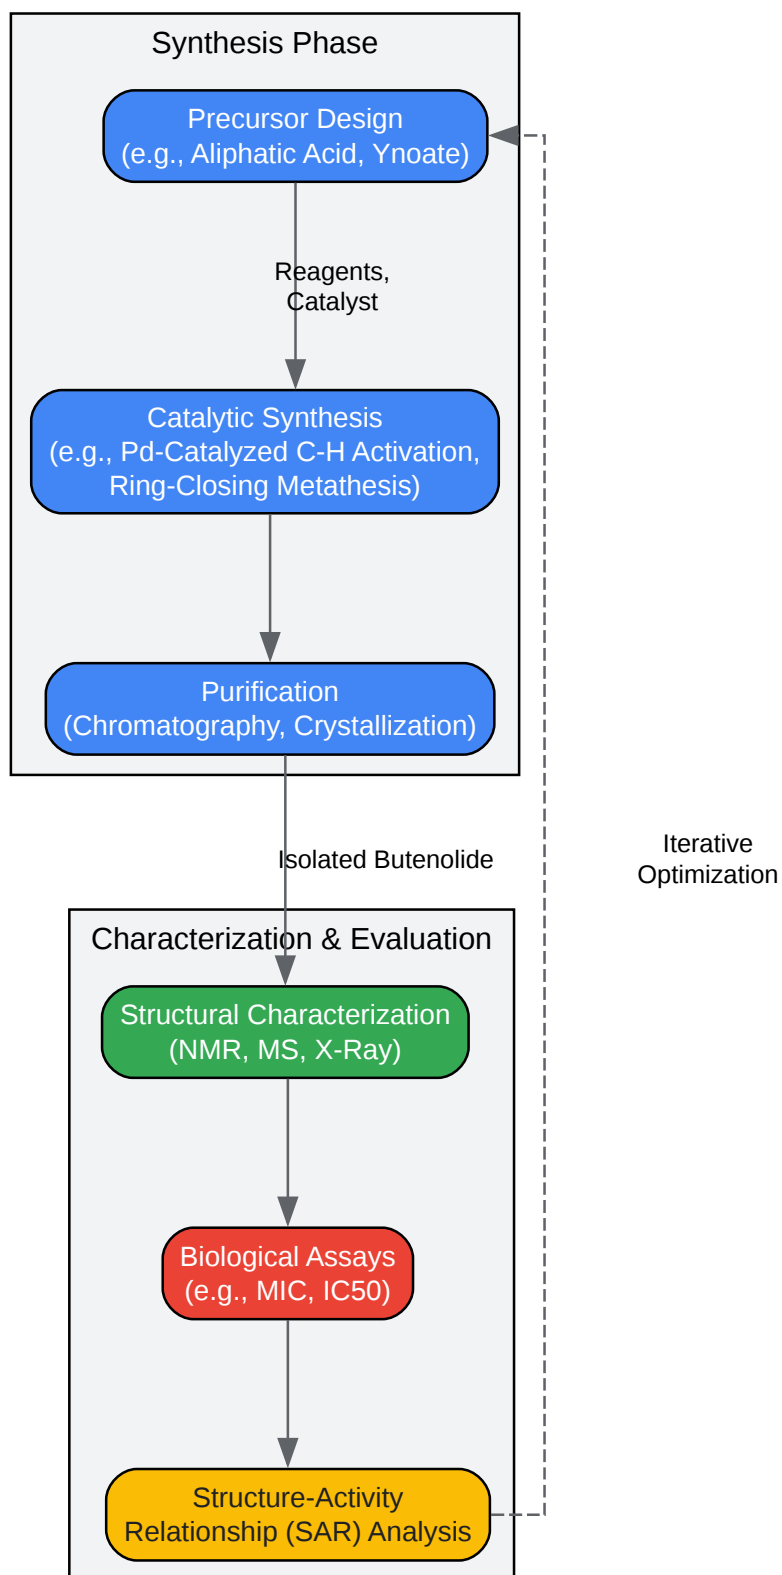 Synthesis Phase
Precursor Design
(e.g., Aliphatic Acid, Ynoate)
Reagents,
Catalyst
Catalytic Synthesis
(e.g., Pd-Catalyzed C-H Activation,
Ring-Closing Metathesis)
Purification
(Chromatography, Crystallization)
Isolated Butenolide
Iterative
Optimization
Characterization & Evaluation
Structural Characterization
(NMR, MS, X-Ray)
Biological Assays
(e.g., MIC, IC50)
Structure-Activity
Relationship (SAR) Analysis